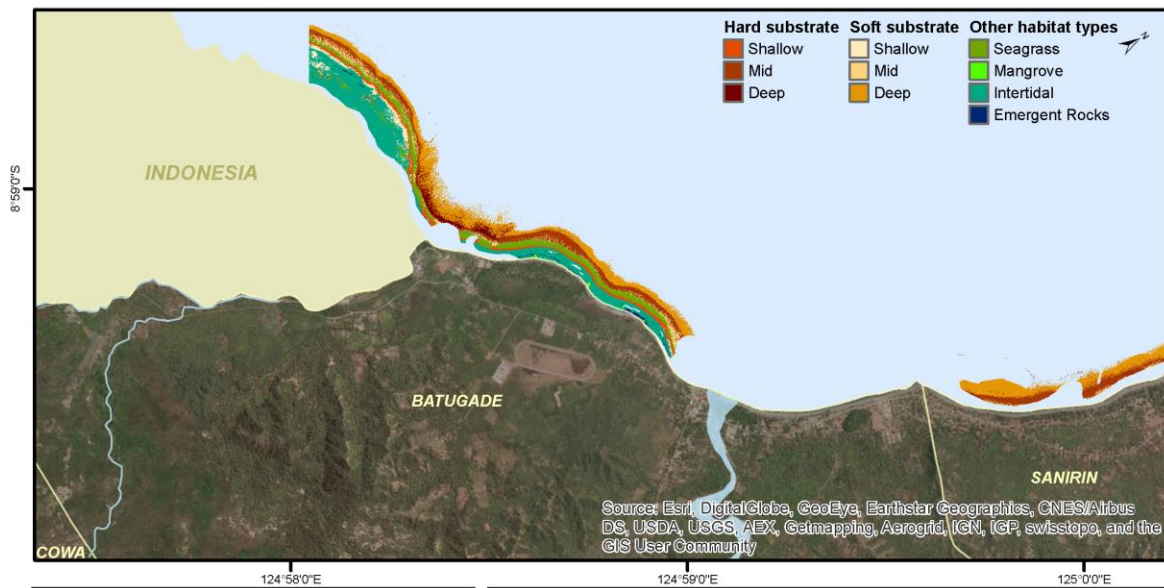 Hard substrate
Shallow
Mid
Deep
Soft substrate
Shallow
Mid
Deep
Other habitat types
Seagrass
Mangrove
Intertidal
Emergent Rocks
N
INDONESIA
8°59'0"S
BATUGADE
SANIRIN
COWA
Source: Esri, DigitalGlobe, GeoEye, Earthstar Geographics, CNES/Airbus
DS, USDA, USGS, AEX, Getmapping, Aerogrid, IGN, IGP, swisstopo, and the
GIS User Community
124°58'0"E
124°59'0"E
125°0'0"E